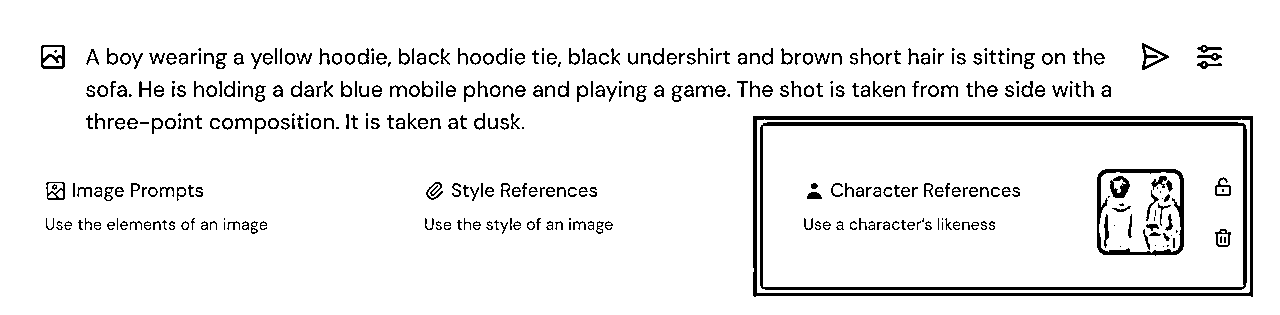 A boy wearing a yellow hoodie, black hoodie tie, black undershirt and brown short hair is sitting on the
sofa. He is holding a dark blue mobile phone and playing a game. The shot is taken from the side with a
three-point composition. It is taken at dusk.
Image Prompts
Use the elements of an image
Style References
Use the style of an image
Character References
Use a character's likeness